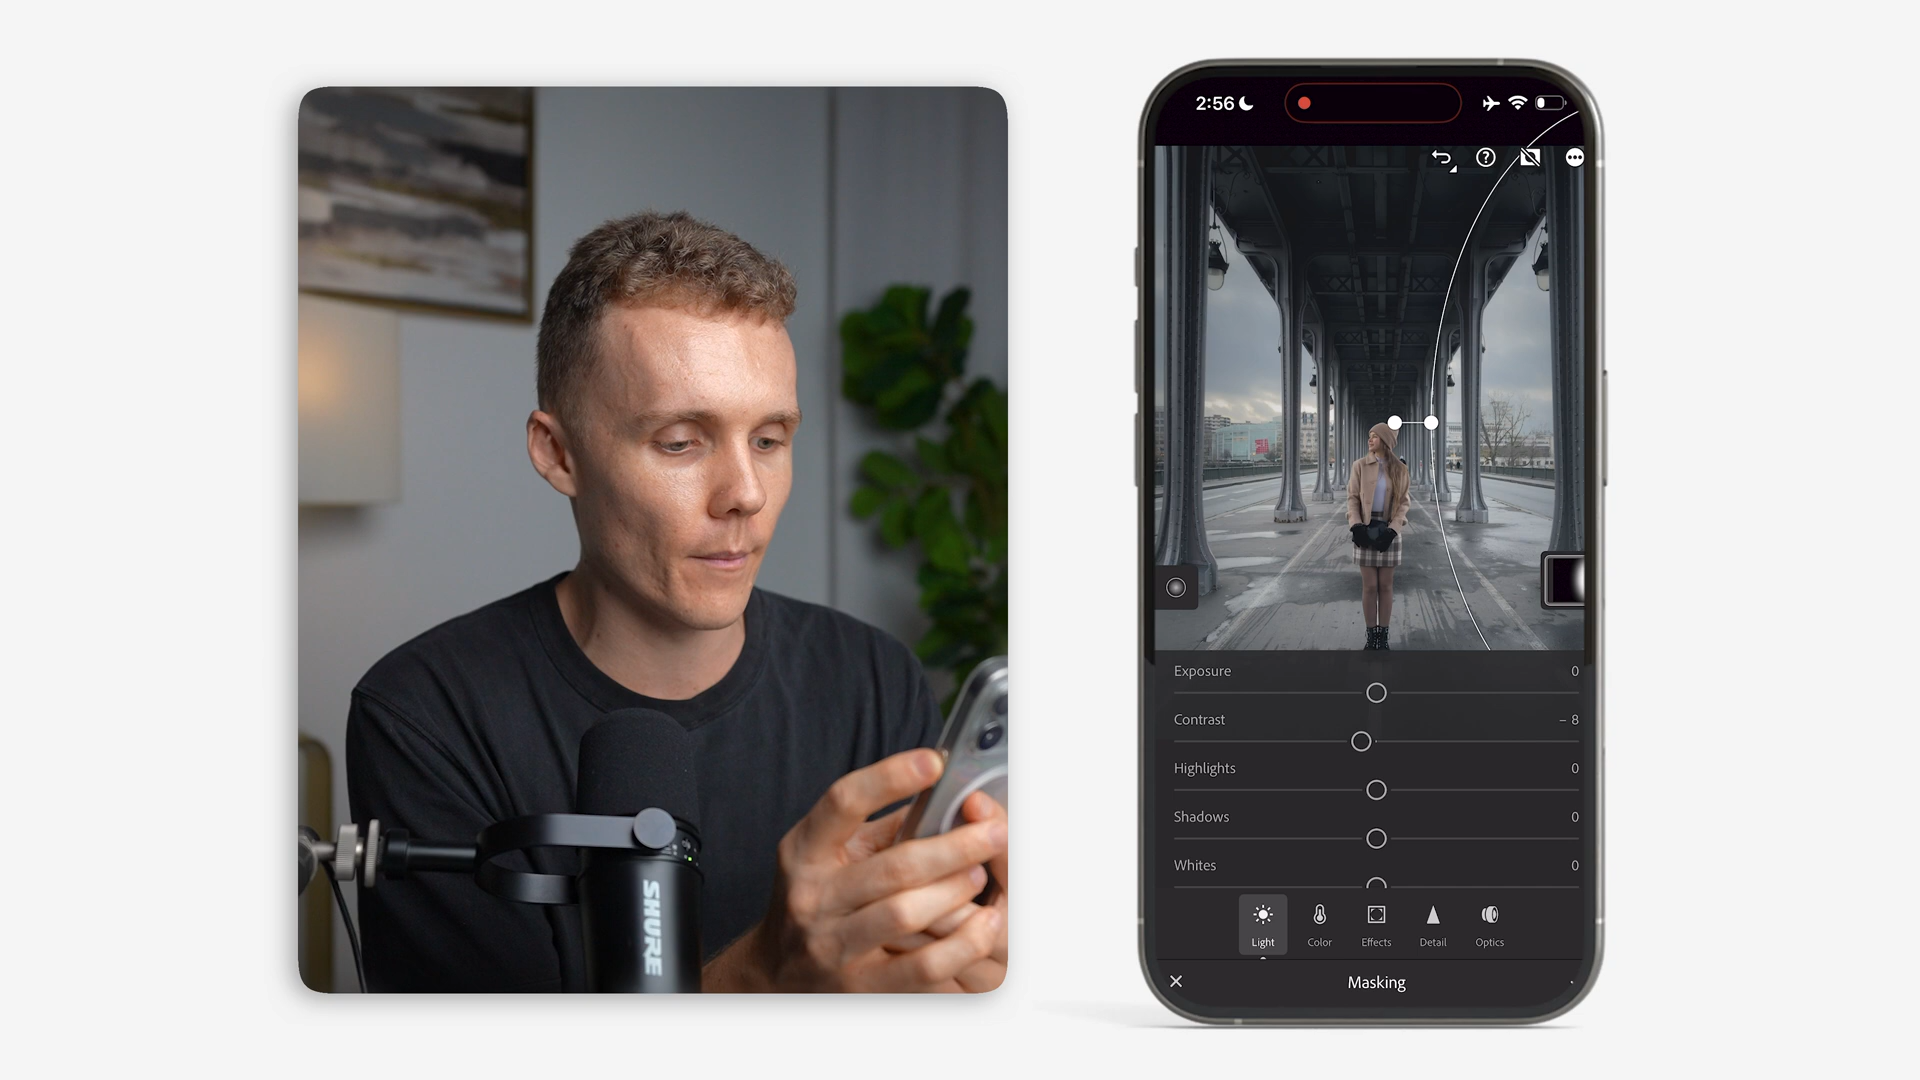 SHURE
2:56
Exposure 0
Contrast – 8
Highlights 0
Shadows 0
Whites 0
Light Color Effects Detail Optics
Masking